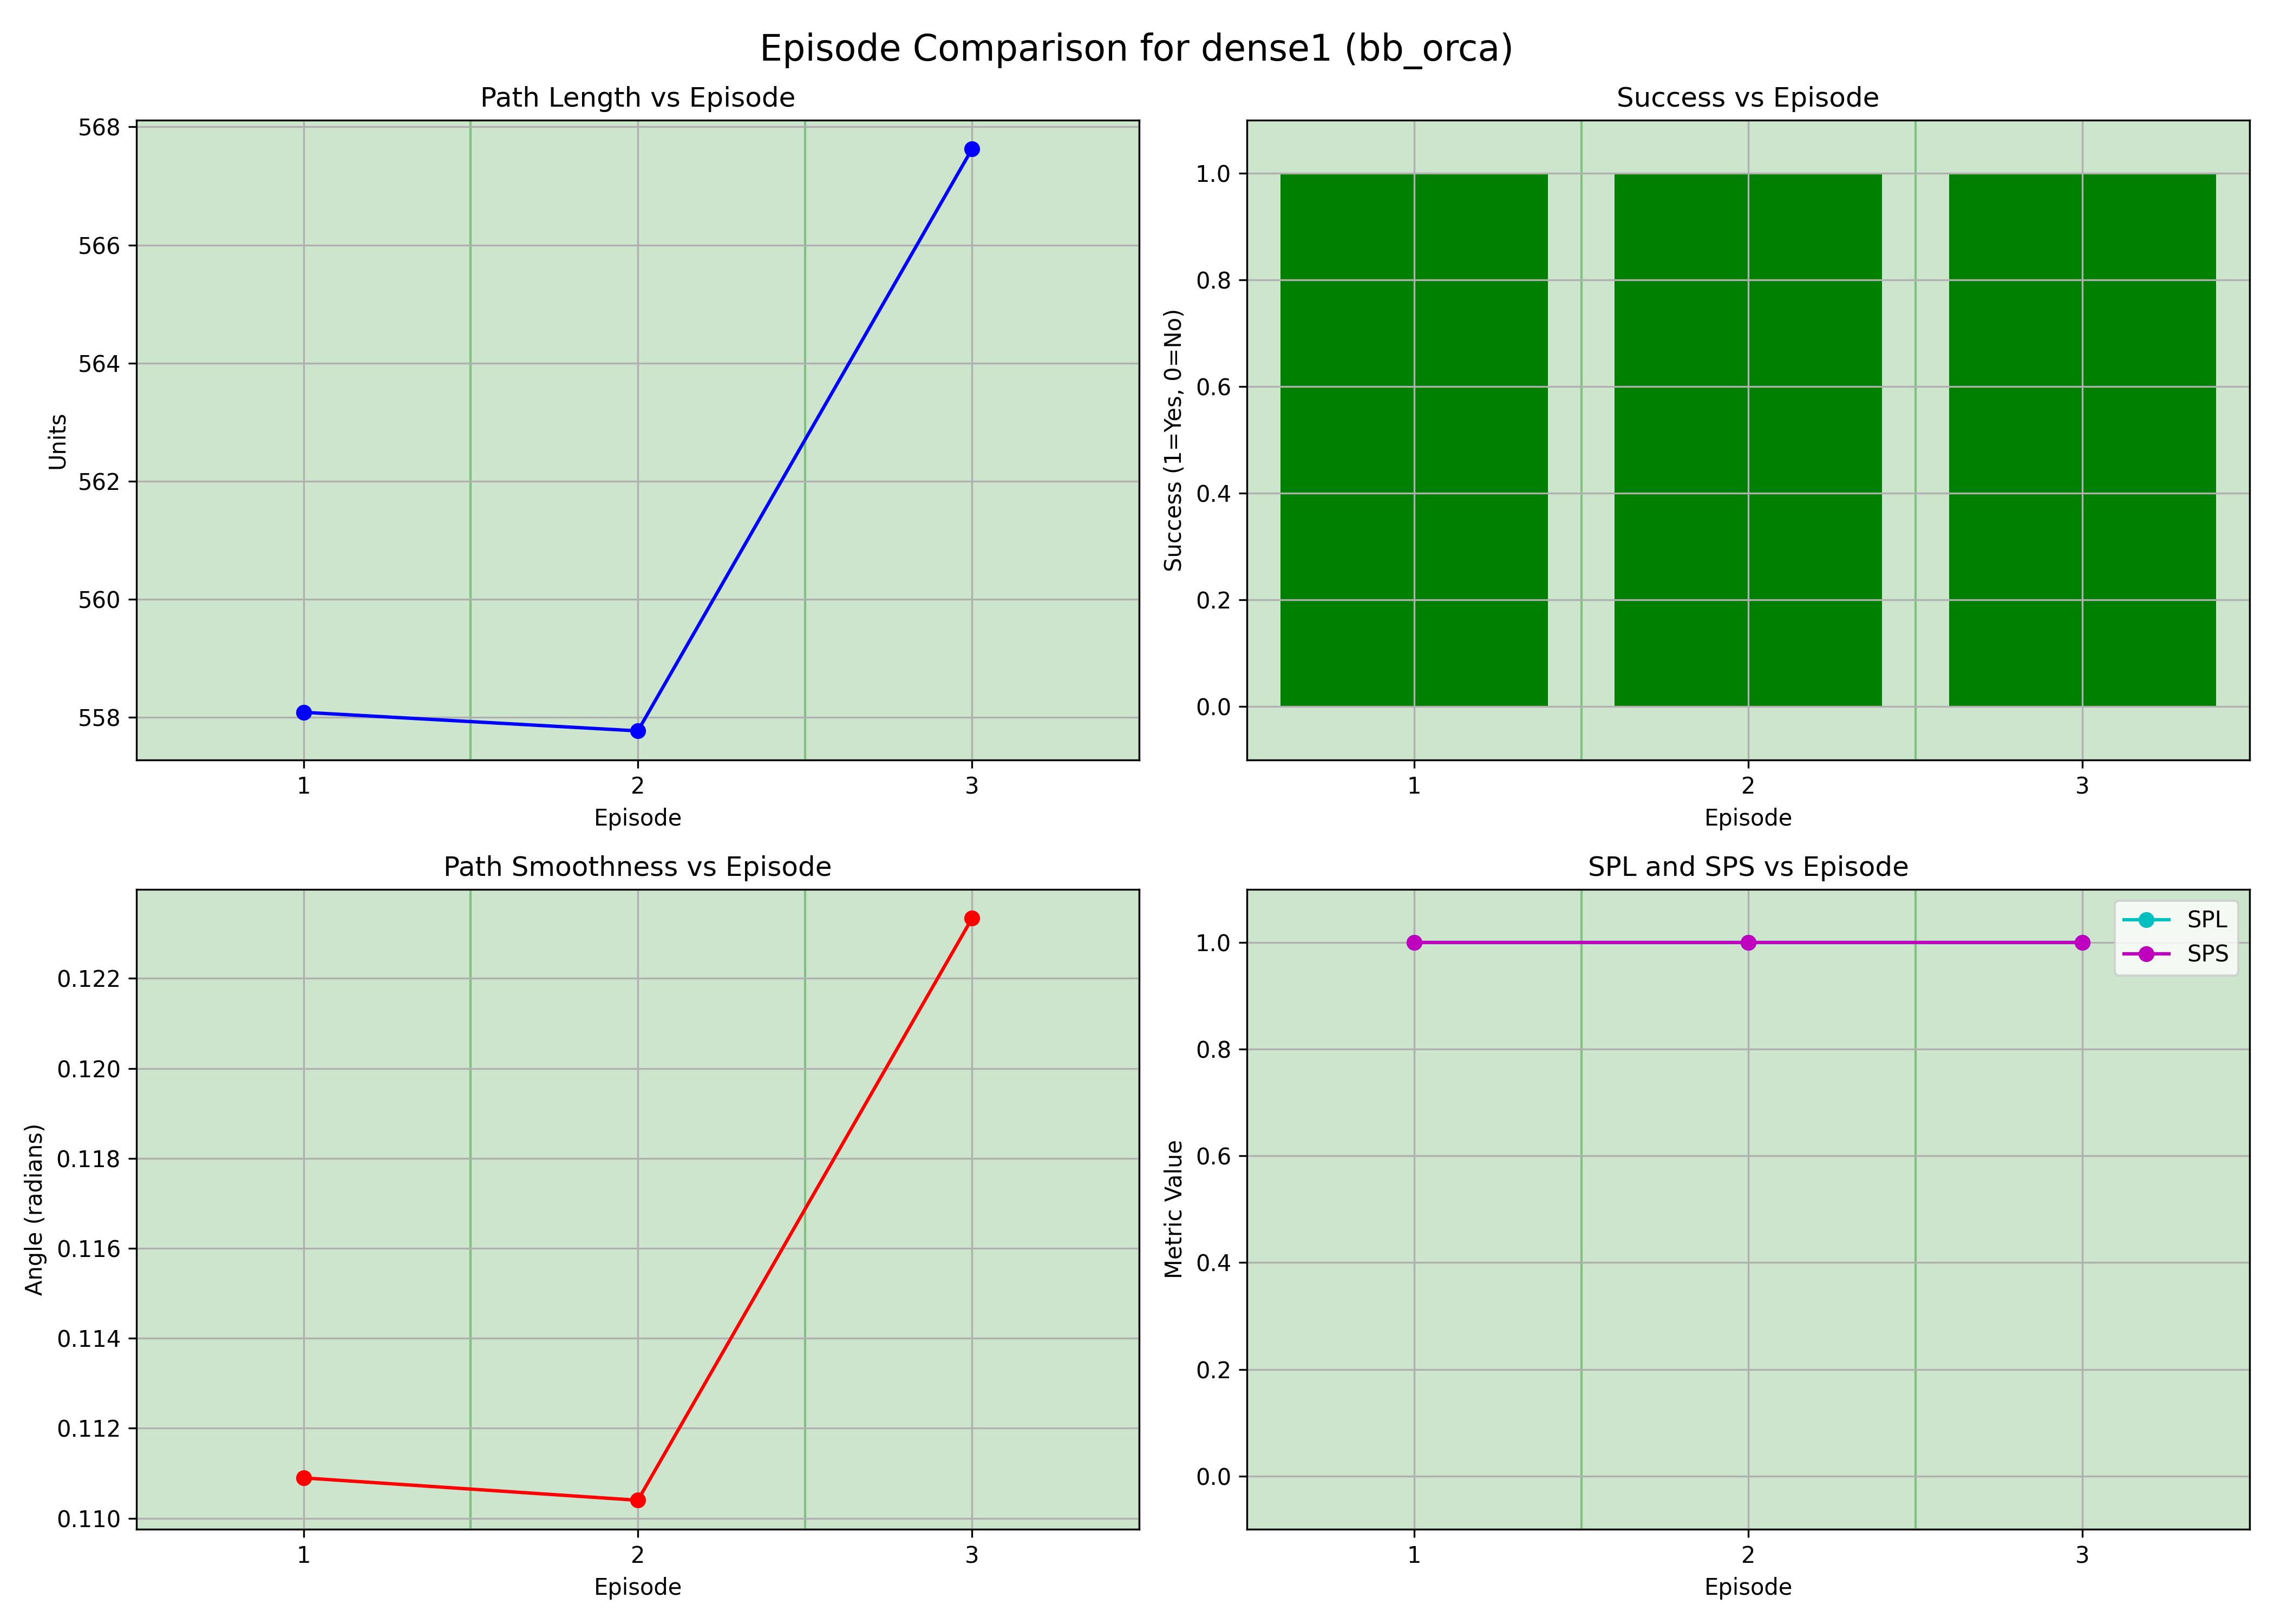 Episode Comparison for dense1 (bb_orca)
Path Length vs Episode
568
566
564
562
560
558
Units
1
2
3
Episode
Success vs Episode
1.0
0.8
0.6
0.4
0.2
0.0
Success (1=Yes, 0=No)
1
2
3
Episode
Path Smoothness vs Episode
0.122
0.120
0.118
0.116
0.114
0.112
0.110
Angle (radians)
1
2
3
Episode
SPL and SPS vs Episode
SPL
SPS
1.0
0.8
0.6
0.4
0.2
0.0
Metric Value
1
2
3
Episode